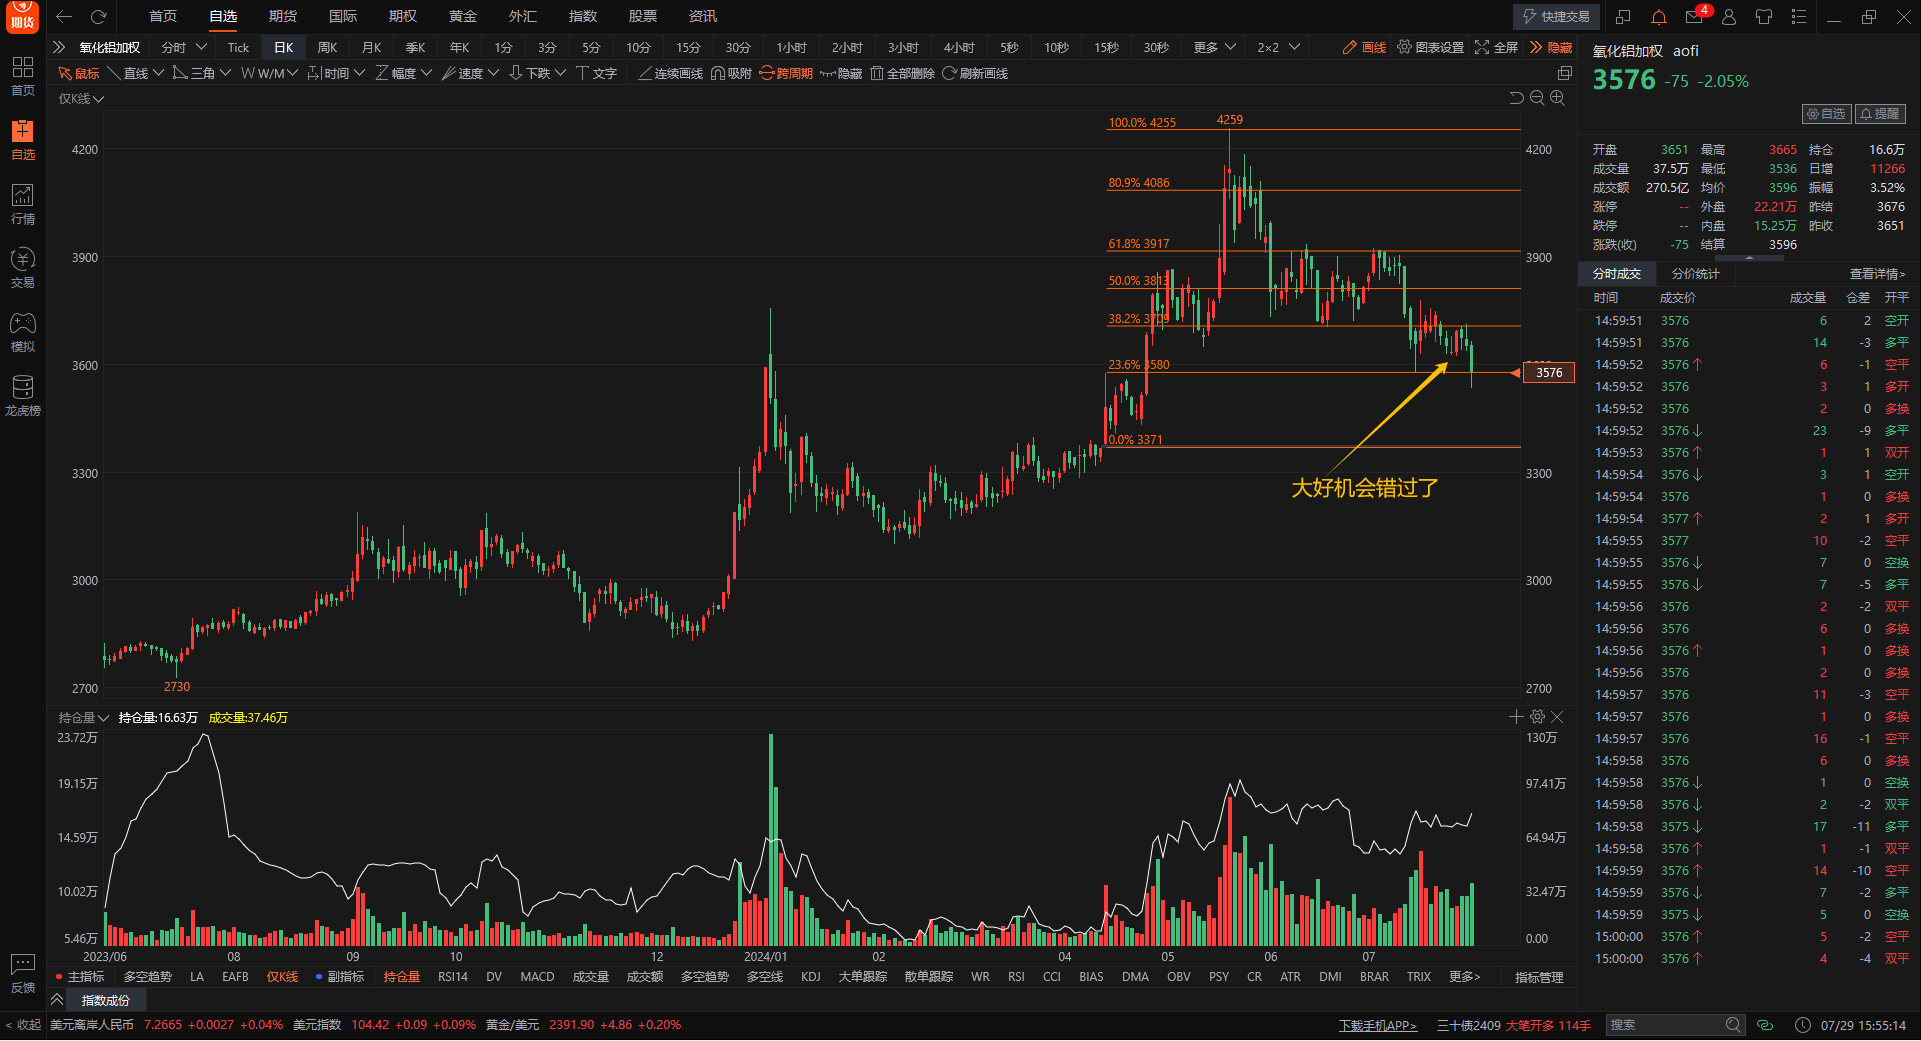 期货
首页 自选 期货 国际 期权 黄金 外汇 指数 股票 资讯 快捷交易 4
氧化铝加权 分时 Tick 日K 周K 月K 季K 年K 1分 3分 5分 10分 15分 30分 1小时 2小时 3小时 4小时 5秒 10秒 15秒 30秒 更多 2×2 画线 图表设置 全屏 隐藏
鼠标 直线 三角 W/M 时间 幅度 速度 下跌 文字 连续画线 吸附 跨周期 隐藏 全部删除 刷新画线
首页
自选
行情
交易
模拟
龙虎榜
反馈
< 收起
仅K线
100.0% 4255
4259
80.9% 4086
61.8% 3917
50.0% 3813
38.2% 3709
23.6% 3580
0.0% 3371
大好机会错过了
2730
4200 4200
3900 3900
3600
3576
3300 3300
3000 3000
2700 2700
持仓量 持仓量:16.63万 成交量:37.46万
23.72万 130万
19.15万 97.41万
14.59万 64.94万
10.02万 32.47万
5.46万 0.00
2023/06 08 09 10 12 2024/01 02 04 05 06 07
主指标 多空趋势 LA EAFB 仅K线 副指标 持仓量 RSI14 DV MACD 成交量 成交额 多空趋势 多空线 KDJ 大单跟踪 散单跟踪 WR RSI CCI BIAS DMA OBV PSY CR ATR DMI BRAR TRIX 更多> 指标管理
指数成份
氧化铝加权 aofi
3576 -75 -2.05%
自选 提醒
开盘 3651 最高 3665 持仓 16.6万
成交量 37.5万 最低 3536 日增 11266
成交额 270.5亿 均价 3596 振幅 3.52%
涨停 -- 外盘 22.21万 昨结 3676
跌停 -- 内盘 15.25万 昨收 3651
涨跌(收) -75 结算 3596
分时成交 分价统计 查看详情>
时间 成交价 成交量 仓差 开平
14:59:51 3576 6 2 空开
14:59:51 3576 14 -3 多平
14:59:52 3576↑ 6 -1 空平
14:59:52 3576 3 1 多开
14:59:52 3576 2 0 多换
14:59:52 3576↓ 23 -9 多平
14:59:53 3576↑ 1 1 双开
14:59:54 3576↓ 3 1 空开
14:59:54 3576 1 0 多换
14:59:54 3577↑ 2 1 多开
14:59:55 3577 10 -2 空平
14:59:55 3576↓ 7 0 空换
14:59:55 3576↓ 7 -5 多平
14:59:56 3576 2 -2 双平
14:59:56 3576 6 0 多换
14:59:56 3576↑ 1 0 多换
14:59:56 3576 2 0 多换
14:59:57 3576 11 -3 空平
14:59:57 3576 1 0 多换
14:59:57 3576 16 -1 空平
14:59:58 3576 6 0 多换
14:59:58 3576↓ 1 0 空换
14:59:58 3576↓ 2 -2 双平
14:59:58 3575↓ 17 -11 多平
14:59:58 3576↑ 1 -1 双平
14:59:59 3576↑ 14 -10 空平
14:59:59 3576↓ 7 -2 多平
14:59:59 3575↓ 5 0 空换
15:00:00 3576↑ 5 -2 空平
15:00:00 3576↑ 4 -4 双平
美元离岸人民币 7.2665 +0.0027 +0.04% 美元指数 104.42 +0.09 +0.09% 黄金/美元 2391.90 +4.86 +0.20% 下载手机APP> 三十债2409 大笔开多 114手 搜索 07/29 15:55:14